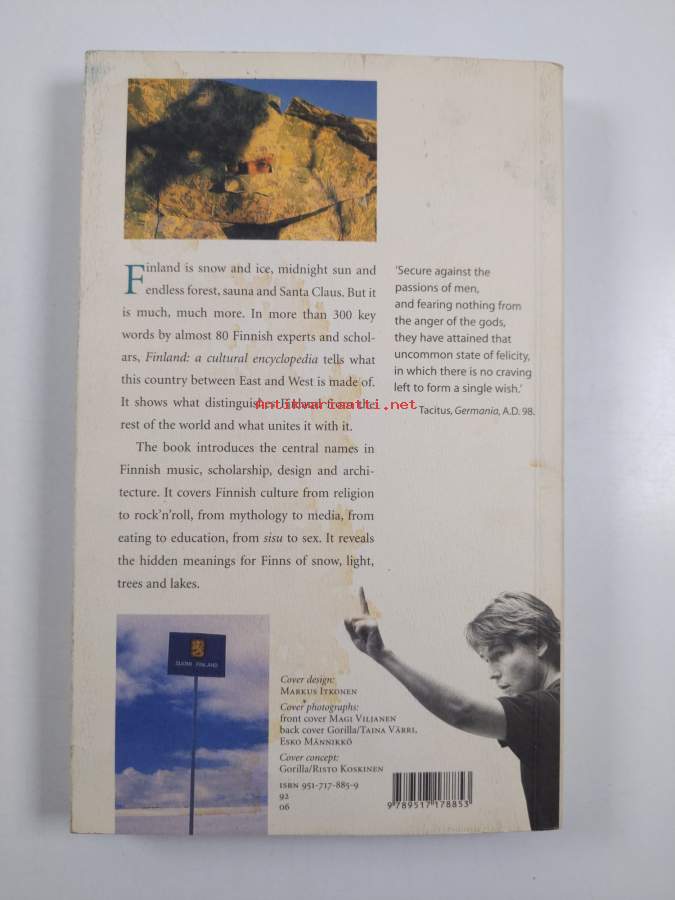 Finland is snow and ice, midnight sun and
endless forest, sauna and Santa Claus. But it
is much, much more. In more than 300 key
words by almost 80 Finnish experts and schol-
ars, Finland: a cultural encyclopedia tells what
this country between East and West is made of.
It shows what distinguishes Finland from the
rest of the world and what unites it with it.
The book introduces the central names in
Finnish music, scholarship, design and archi-
tecture. It covers Finnish culture from religion
to rock'n'roll, from mythology to media, from
eating to education, from sisu to sex. It reveals
the hidden meanings for Finns of snow, light,
trees and lakes.
'Secure against the
passions of men,
and fearing nothing from
the anger of the gods,
they have attained that
uncommon state of felicity,
in which there is no craving
left to form a single wish.'
Tacitus, Germania, A.D. 98.
Antikvariaatti.net
SUOMI FINLAND
Cover design:
MARKUS ITKONEN
Cover photographs:
front cover MAGI VILJANEN
back cover Gorilla/TAINA VÄRRI,
ESKO MÄNNIKKÖ
Cover concept:
Gorilla/RISTO KOSKINEN
ISBN 951-717-885-9
92
06
9 789517 178853